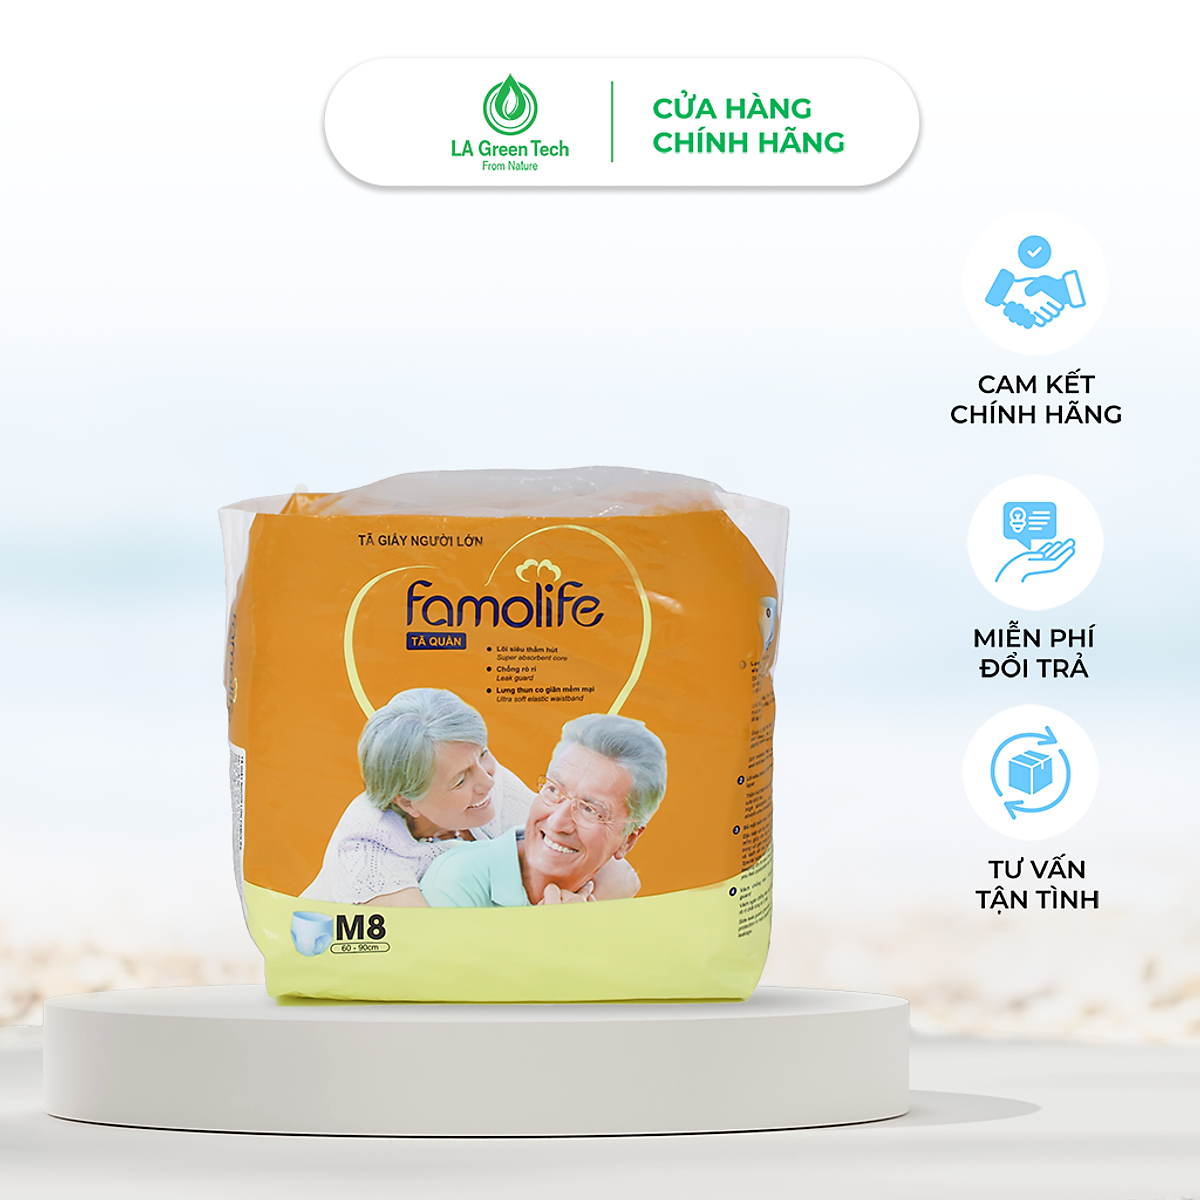 LA Green Tech
From Nature
CỬA HÀNG
CHÍNH HÃNG
CAM KẾT
CHÍNH HÃNG
MIỄN PHÍ
ĐỔI TRẢ
TƯ VẤN
TẬN TÌNH
TÃ GIẤY NGƯỜI LỚN
famolife
TÃ QUẦN
Lõi siêu thấm hút
Super absorbent core
Chống rò rỉ
Leak guard
Lưng thun co giãn mềm mại
Ultra soft elastic waistband
M8
60 - 90cm